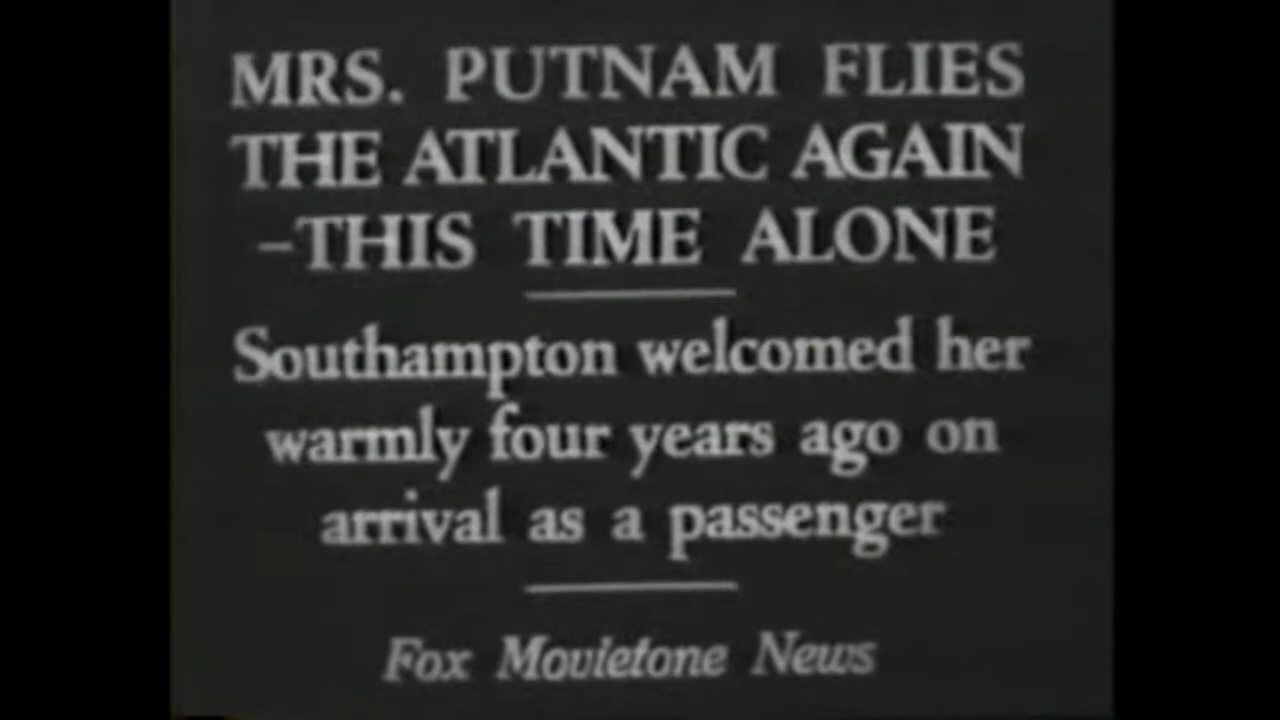 MRS. PUTNAM FLIES
THE ATLANTIC AGAIN
–THIS TIME ALONE
Southampton welcomed her
warmly four years ago on
arrival as a passenger
Fox Movietone News